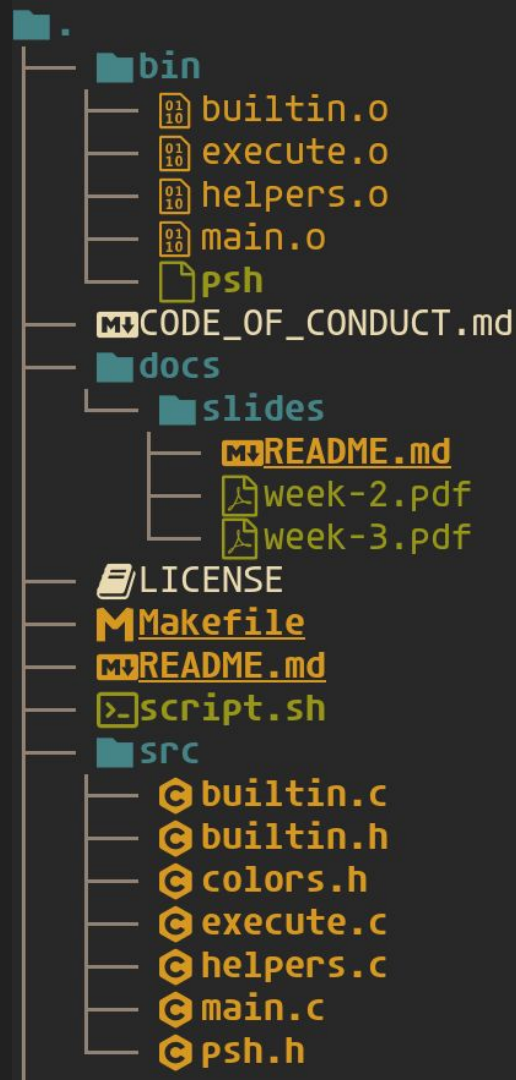 .
bin
builtin.o
execute.o
helpers.o
main.o
psh
CODE_OF_CONDUCT.md
docs
slides
README.md
week-2.pdf
week-3.pdf
LICENSE
Makefile
README.md
script.sh
src
builtin.c
builtin.h
colors.h
execute.c
helpers.c
main.c
psh.h